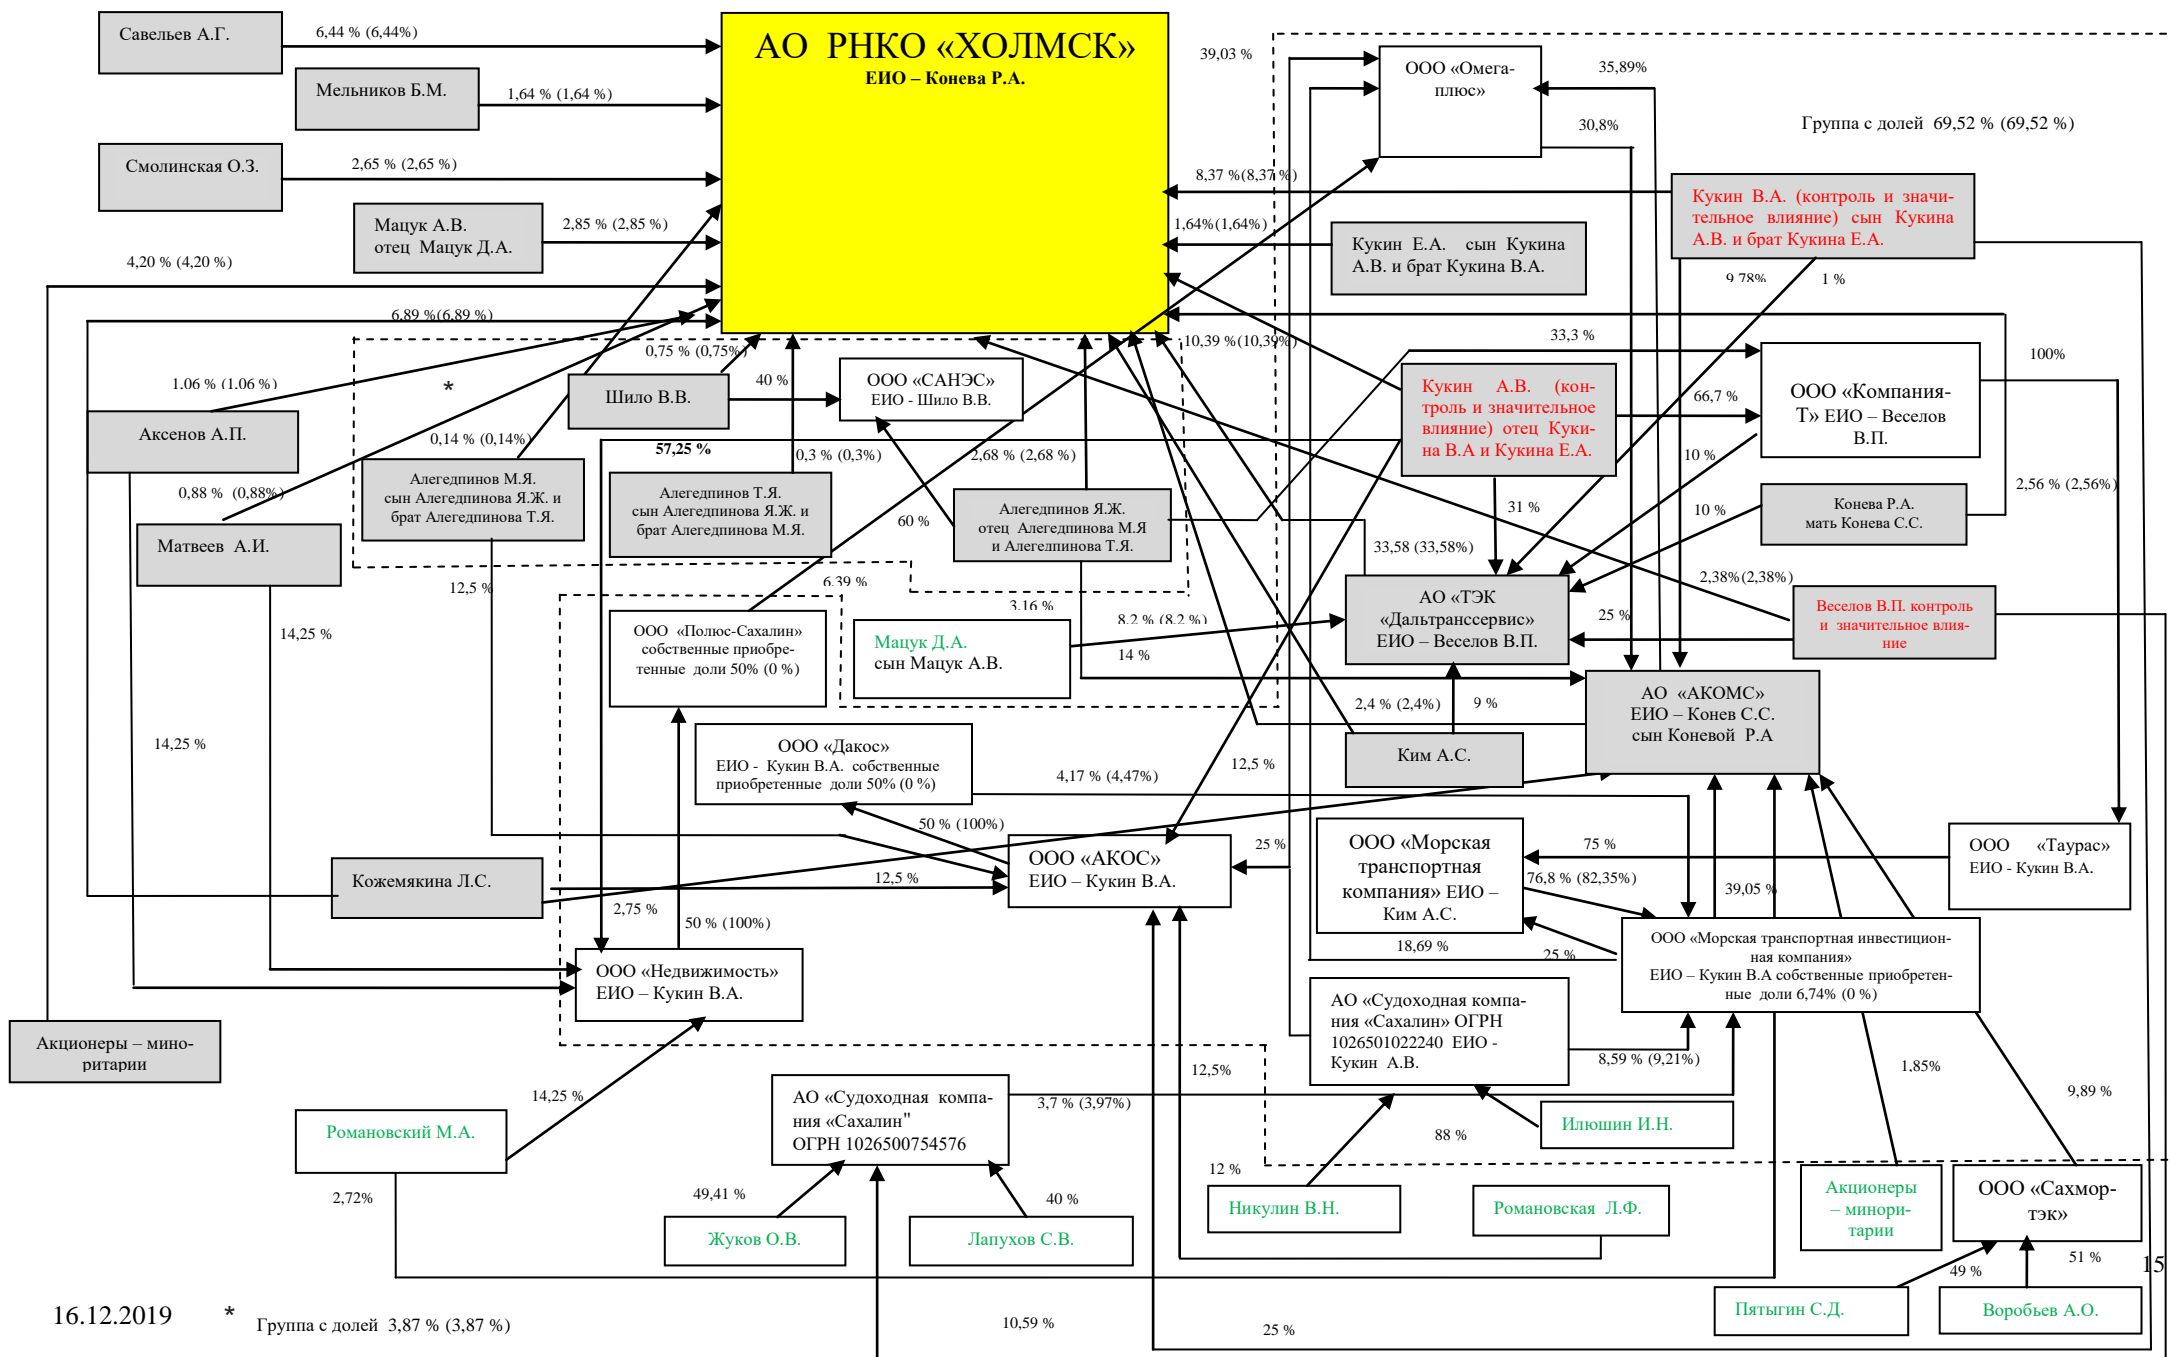 Савельев А.Г.
6,44 % (6,44%)
АО РНКО «ХОЛМСК»
ЕИО – Конева Р.А.
39,03 %
ООО «Омега-
плюс»
35,89%
30,8%
Группа с долей 69,52 % (69,52 %)
Мельников Б.М.
1,64 % (1,64 %)
Смолинская О.З.
2,65 % (2,65 %)
8,37 %(8,37 %)
Кукин В.А. (контроль и значи-
тельное влияние) сын Кукина
А.В. и брат Кукина Е.А.
Мацук А.В.
отец Мацук Д.А.
2,85 % (2,85 %)
1,64%(1,64%)
Кукин Е.А. сын Кукина
А.В. и брат Кукина В.А.
4,20 % (4,20 %)
9,78%
1 %
6,89 %(6,89 %)
10,39 %(10,39%)
33,3 %
100%
0,75 % (0,75%)
40 %
1,06 % (1,06 %)
*
Шило В.В.
ООО «САНЭС»
ЕИО - Шило В.В.
Кукин А.В. (кон-
троль и значительное
влияние) отец Куки-
на В.А и Кукина Е.А.
66,7 %
ООО «Компания-
Т» ЕИО – Веселов
В.П.
Аксенов А.П.
0,14 % (0,14%)
57,25 %
0,3 % (0,3%)
2,68 % (2,68 %)
10 %
2,56 % (2,56%)
0,88 % (0,88%)
Алегедпинов М.Я.
сын Алегедпинова Я.Ж. и
брат Алегедпинова Т.Я.
Алегедпинов Т.Я.
сын Алегедпинова Я.Ж. и
брат Алегедпинова М.Я.
60 %
Алегедпинов Я.Ж.
отец Алегедпинова М.Я
и Алегедпинова Т.Я.
31 %
10 %
Конева Р.А.
мать Конева С.С.
Матвеев А.И.
33,58 (33,58%)
12,5 %
6,39 %
3,16 %
2,38%(2,38%)
14,25 %
ООО «Полюс-Сахалин»
собственные приобре-
тенные доли 50% (0 %)
Мацук Д.А.
сын Мацук А.В.
8,2 % (8,2 %)
14 %
АО «ТЭК
«Дальтранссервис»
ЕИО – Веселов В.П.
25 %
Веселов В.П. контроль
и значительное влия-
ние
14,25 %
2,4 % (2,4%)
9 %
АО «АКОМС»
ЕИО – Конев С.С.
сын Коневой Р.А
ООО «Дакос»
ЕИО - Кукин В.А. собственные
приобретенные доли 50% (0 %)
4,17 % (4,47%)
12,5 %
Ким А.С.
50 % (100%)
ООО «АКОС»
ЕИО – Кукин В.А.
25 %
ООО «Морская
транспортная
компания» ЕИО –
Ким А.С.
75 %
76,8 % (82,35%)
39,05 %
ООО «Таурас»
ЕИО - Кукин В.А.
Кожемякина Л.С.
12,5 %
2,75 %
50 % (100%)
18,69 %
25 %
ООО «Морская транспортная инвестицион-
ная компания»
ЕИО – Кукин В.А собственные приобретен-
ные доли 6,74% (0 %)
ООО «Недвижимость»
ЕИО – Кукин В.А.
АО «Судоходная компа-
ния «Сахалин» ОГРН
1026501022240 ЕИО -
Кукин А.В.
8,59 % (9,21%)
Акционеры – мино-
ритарии
14,25 %
АО «Судоходная компа-
ния «Сахалин"
ОГРН 1026500754576
3,7 % (3,97%)
12,5%
1,85%
9,89 %
Романовский М.А.
Илюшин И.Н.
88 %
2,72%
49,41 %
40 %
12 %
Жуков О.В.
Лапухов С.В.
Никулин В.Н.
Романовская Л.Ф.
Акционеры
– минори-
тарии
ООО «Сахмор-
тэк»
49 %
51 %
15
Пятыгин С.Д.
Воробьев А.О.
16.12.2019
* Группа с долей 3,87 % (3,87 %)
10,59 %
25 %